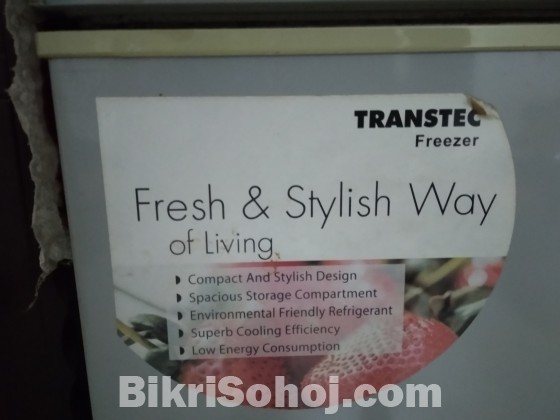 TRANSTEC
Freezer
Fresh & Stylish Way
of Living
Compact And Stylish Design
Spacious Storage Compartment
Environmental Friendly Refrigerant
Superb Cooling Efficiency
Low Energy Consumption
BikriSohoj.com